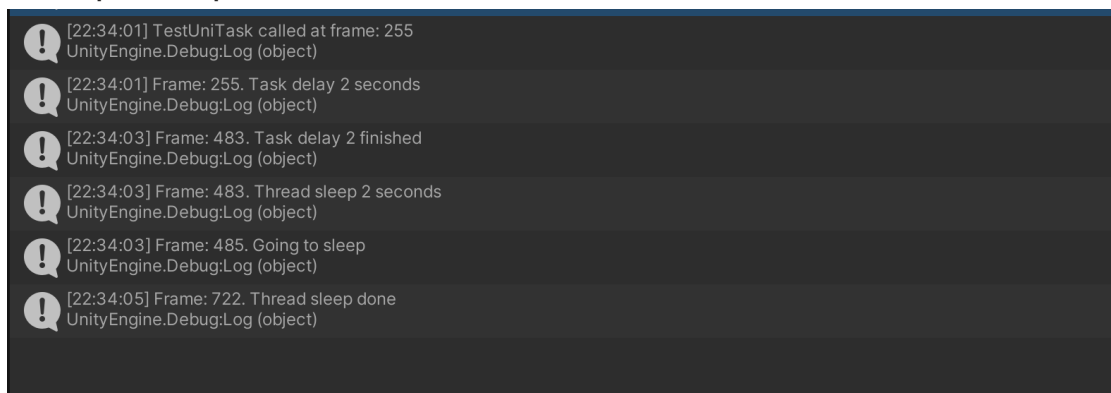 [22:34:01] TestUniTask called at frame: 255
UnityEngine.Debug:Log (object)
[22:34:01] Frame: 255. Task delay 2 seconds
UnityEngine.Debug:Log (object)
[22:34:03] Frame: 483. Task delay 2 finished
UnityEngine.Debug:Log (object)
[22:34:03] Frame: 483. Thread sleep 2 seconds
UnityEngine.Debug:Log (object)
[22:34:03] Frame: 485. Going to sleep
UnityEngine.Debug:Log (object)
[22:34:05] Frame: 722. Thread sleep done
UnityEngine.Debug:Log (object)